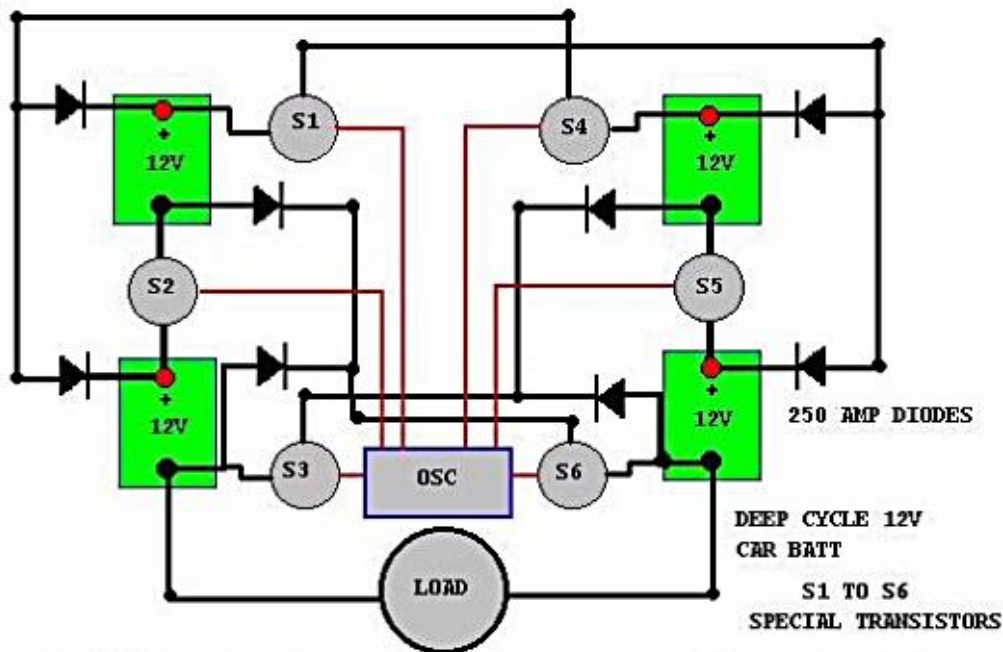 S1
S4
+
12V
+
12V
S2
S5
+
12V
+
12V
250 AMP DIODES
S3
OSC
S6
DEEP CYCLE 12V
CAR BATT
LOAD
S1 TO S6
SPECIAL TRANSISTORS